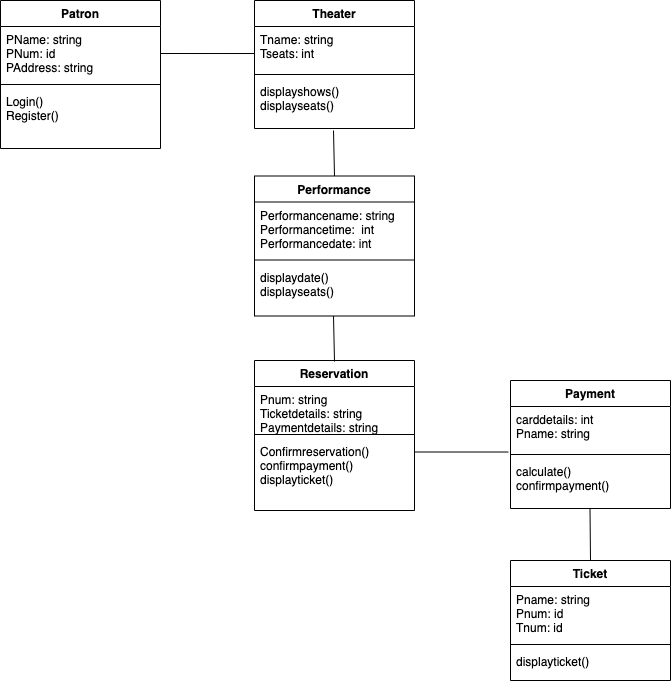 Patron
PName: string
PNum: id
PAddress: string
Login()
Register()
Theater
Tname: string
Tseats: int
displayshows()
displayseats()
Performance
Performancename: string
Performancetime:  int
Performancedate: int
displaydate()
displayseats()
Reservation
Pnum: string
Ticketdetails: string
Paymentdetails: string
Confirmreservation()
confirmpayment()
displayticket()
Payment
carddetails: int
Pname: string
calculate()
confirmpayment()
Ticket
Pname: string
Pnum: id
Tnum: id
displayticket()